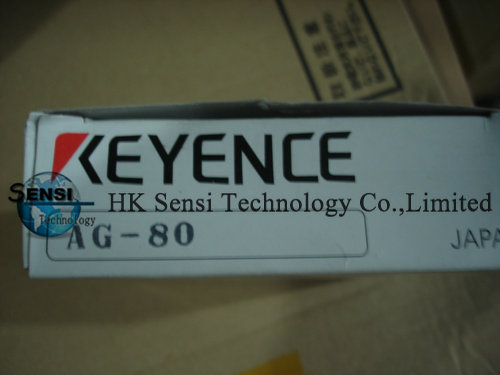 KEYENCE
SENSI
Technology
HK Sensi Technology Co.,Limited
AG-80
JAPA